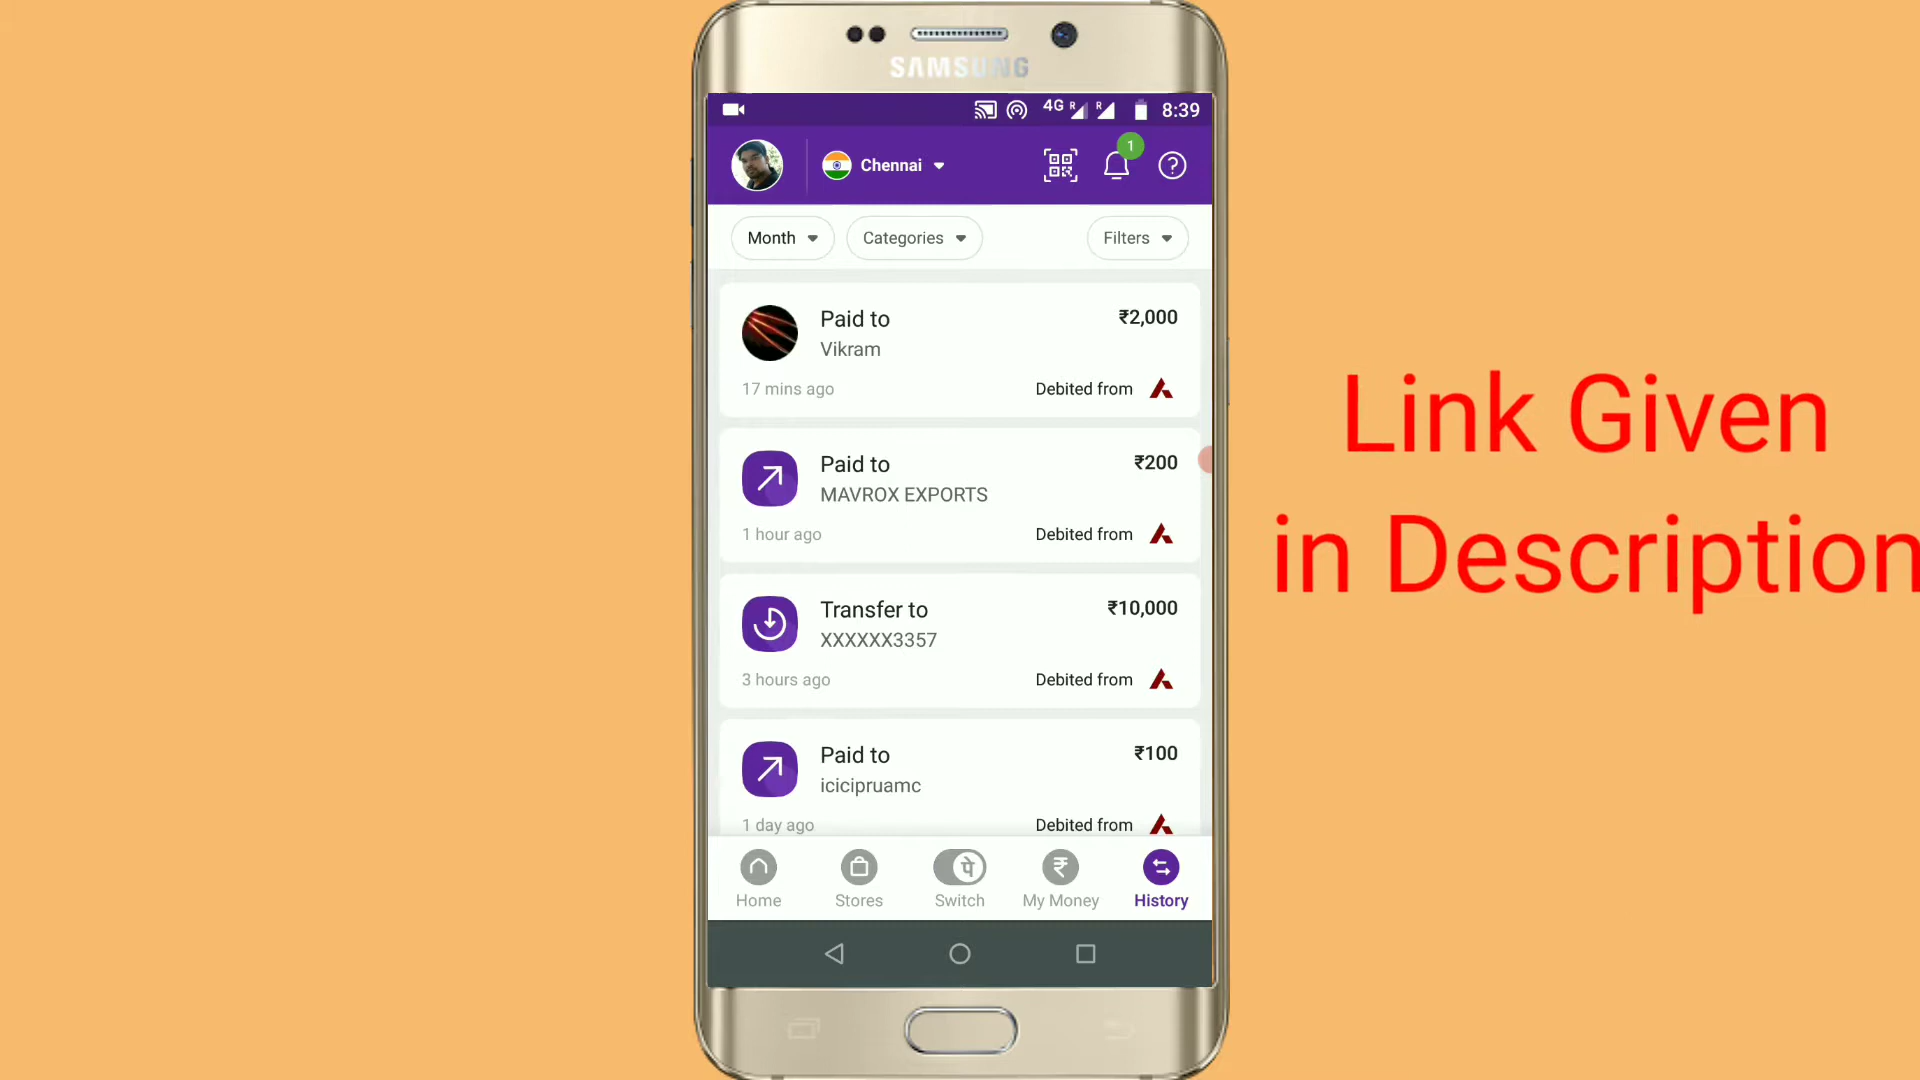 SAMSUNG
4G R R 8:39
Chennai
1
Month
Categories
Filters
Paid to
₹2,000
Vikram
17 mins ago
Debited from
Paid to
₹200
MAVROX EXPORTS
1 hour ago
Debited from
Transfer to
₹10,000
XXXXXX3357
3 hours ago
Debited from
Paid to
₹100
icicipruamc
1 day ago
Debited from
पे
₹
Home
Stores
Switch
My Money
History
Link Given
in Description